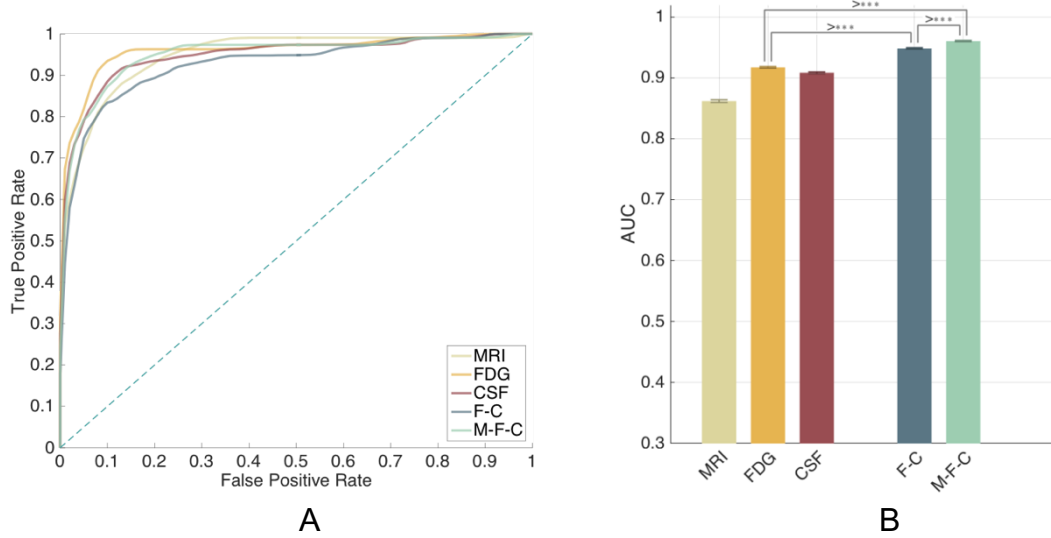 1
0.9
0.8
0.7
0.6
0.5
0.4
0.3
0.2
0.1
0
True Positive Rate
0 0.1 0.2 0.3 0.4 0.5 0.6 0.7 0.8 0.9 1
False Positive Rate
MRI
FDG
CSF
F-C
M-F-C
A
>***
>***
>***
1
0.9
0.8
0.7
0.6
0.5
0.4
0.3
AUC
MRI
FDG
CSF
F-C
M-F-C
B